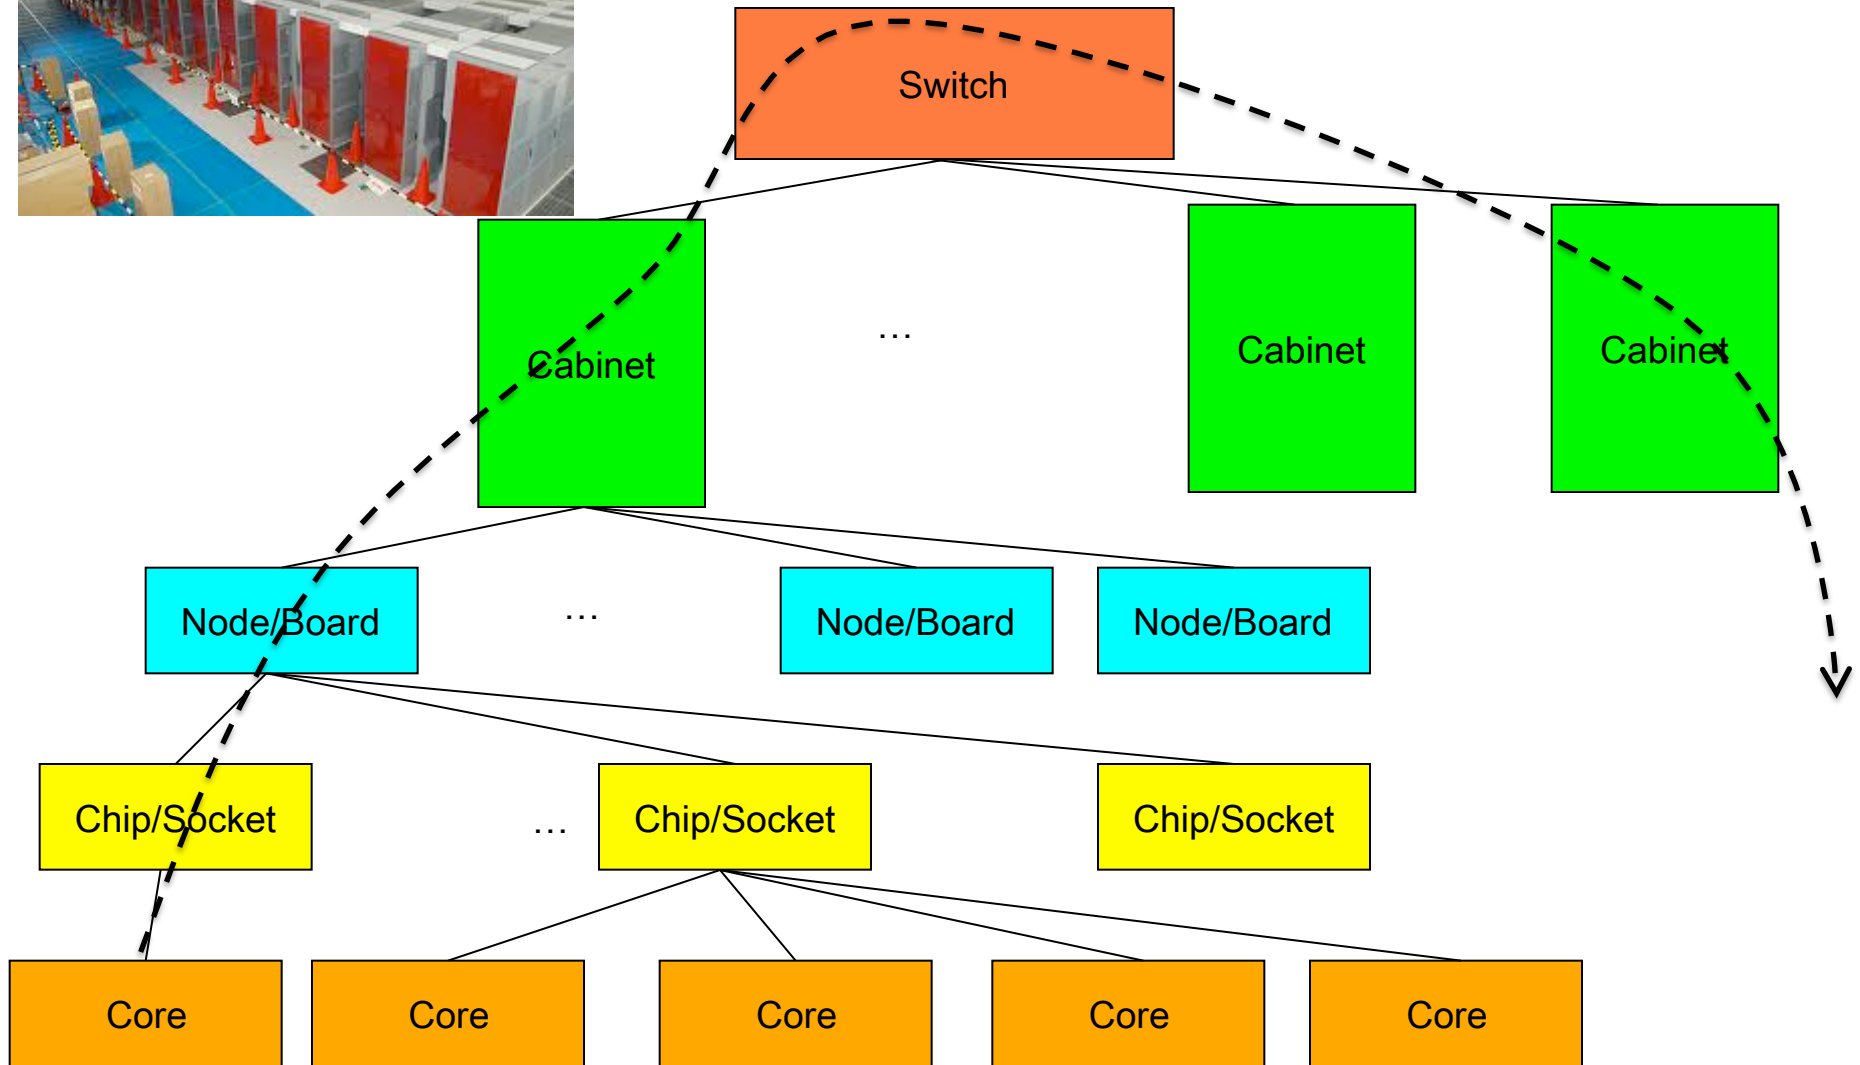 Switch
Cabinet
...
Cabinet
Cabinet
Node/Board
...
Node/Board
Node/Board
Chip/Socket
...
Chip/Socket
Chip/Socket
Core
Core
Core
Core
Core